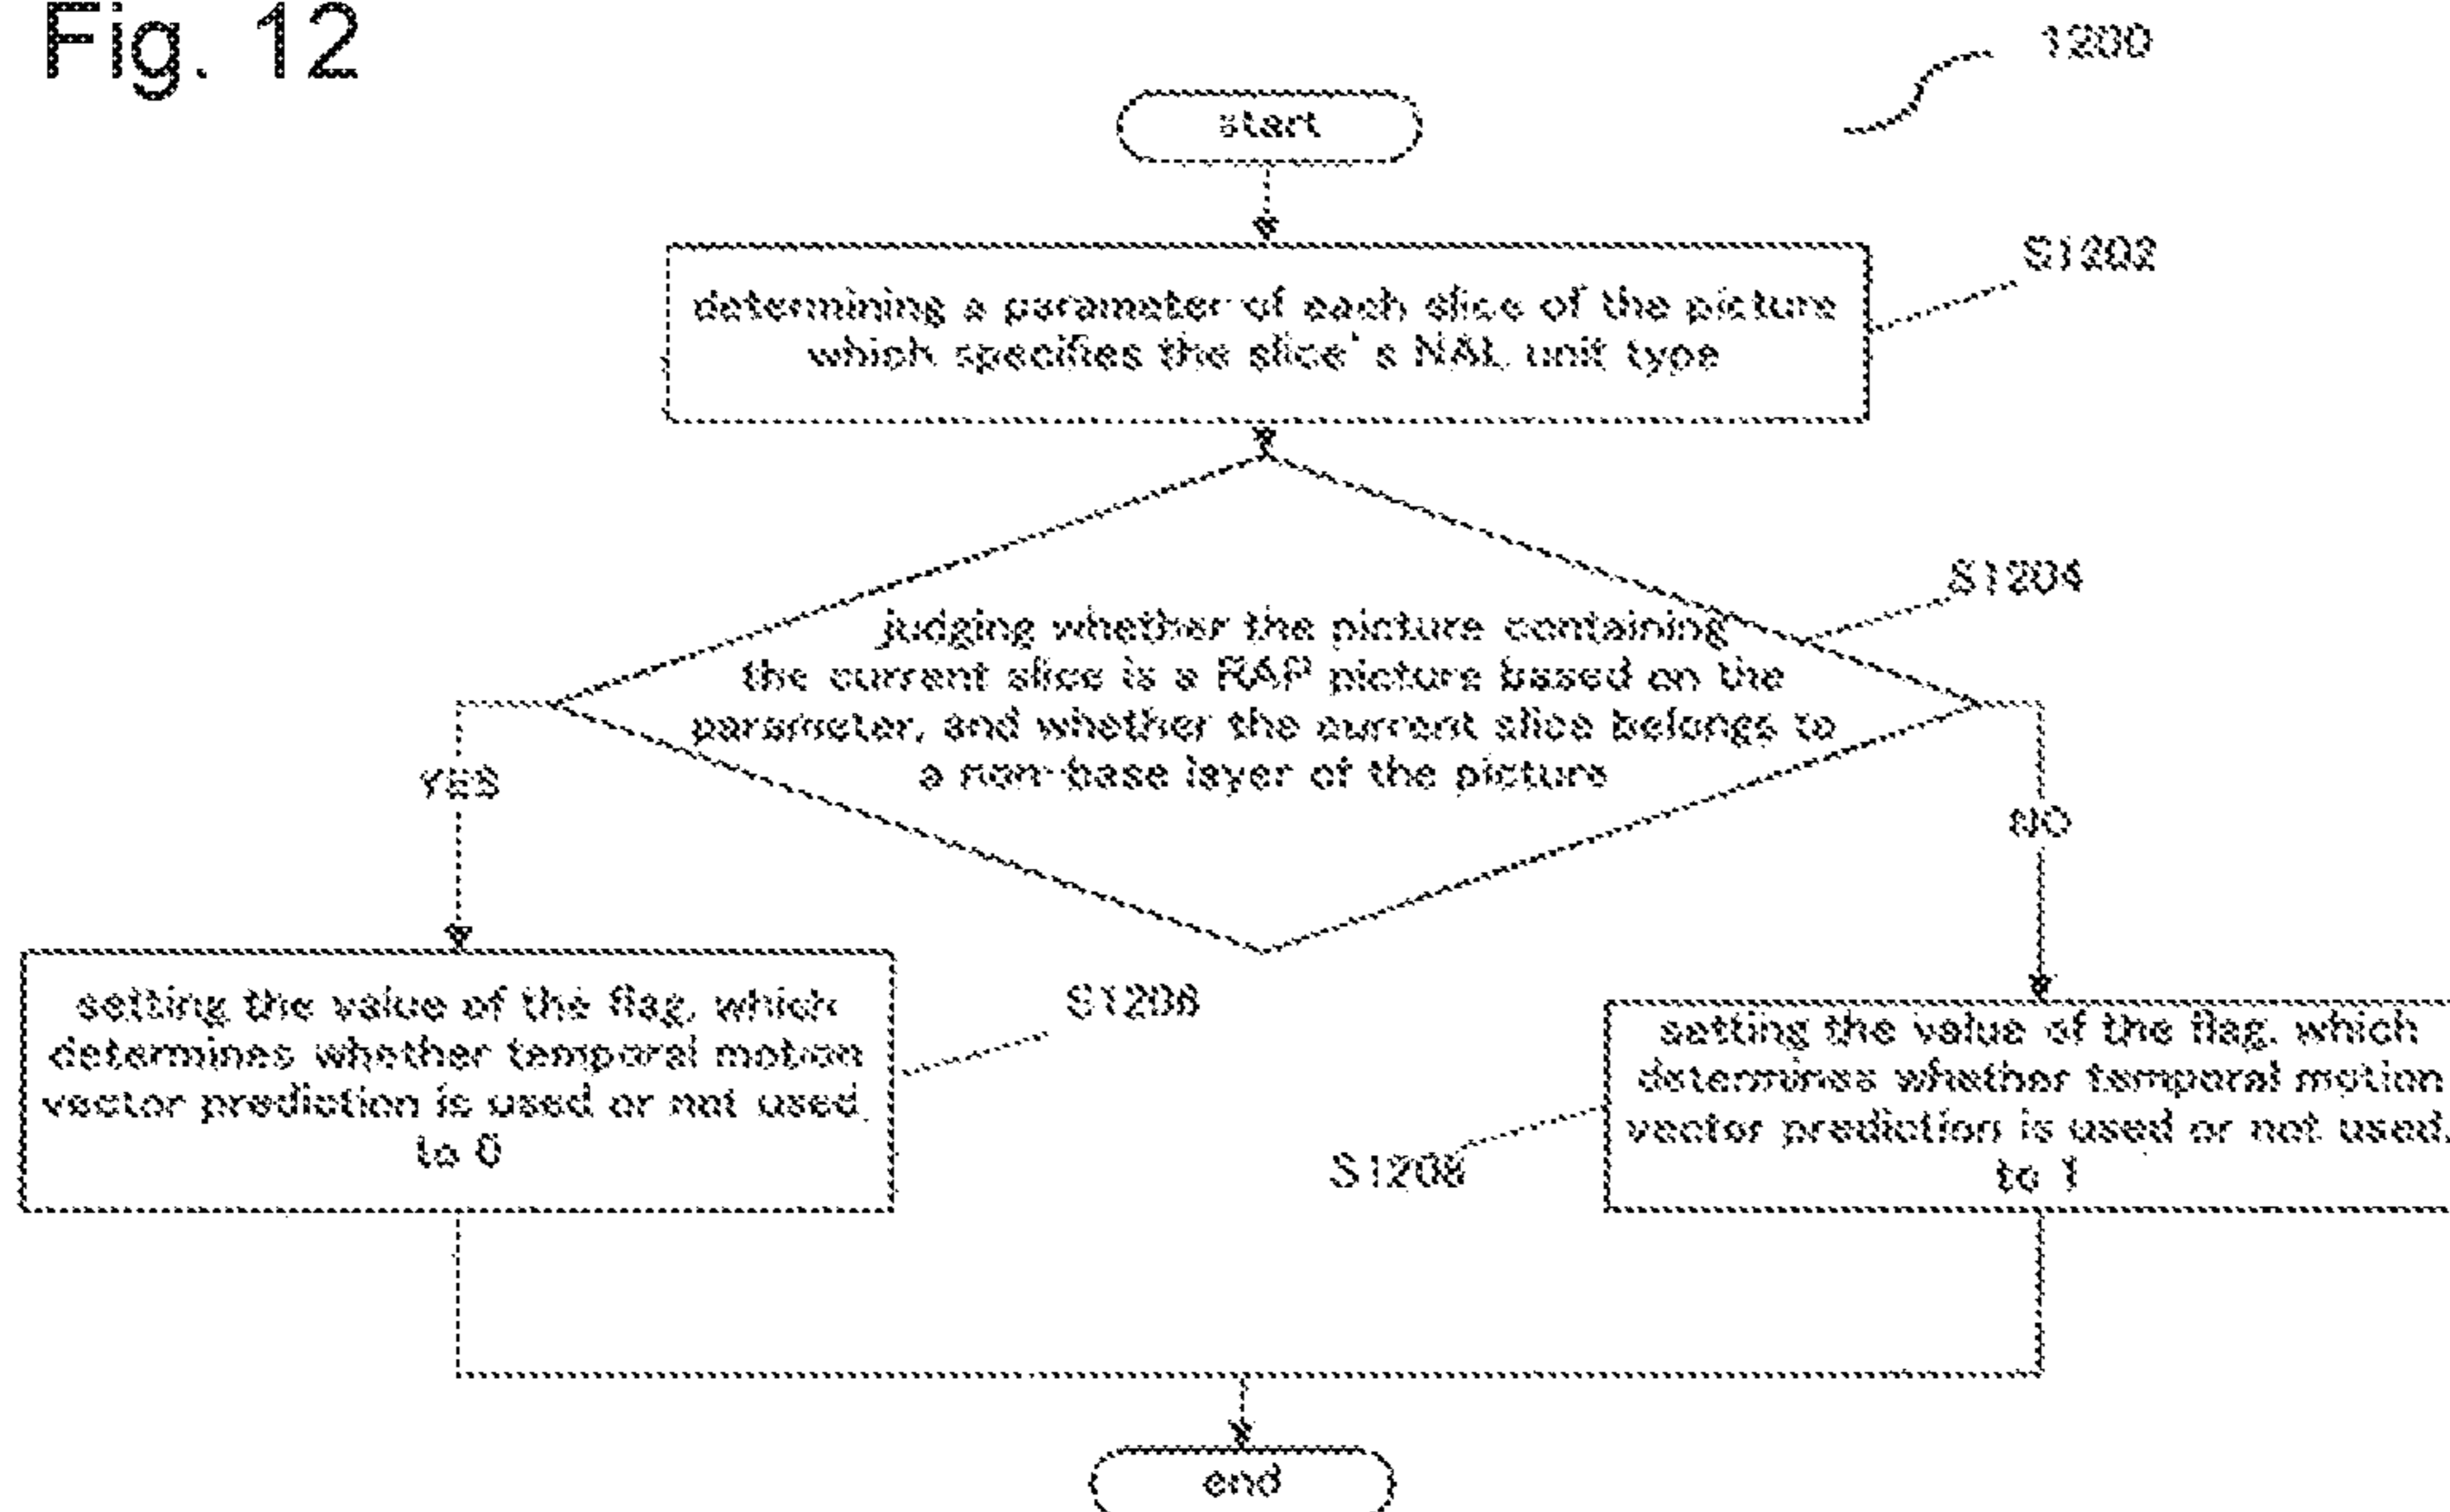 Fig. 12
1200
start
S1202
determining a parameter of each slice of the picture
which specifies the slice's NAL unit type
S1204
judging whether the picture containing
the current slice is a RAP picture based on the
parameter, and whether the current slice belongs to
a non-base layer of the picture
YES
NO
setting the value of the flag, which
determines whether temporal motion
vector prediction is used or not used,
to 0
S1206
setting the value of the flag, which
determines whether temporal motion
vector prediction is used or not used,
to 1
S1208
end